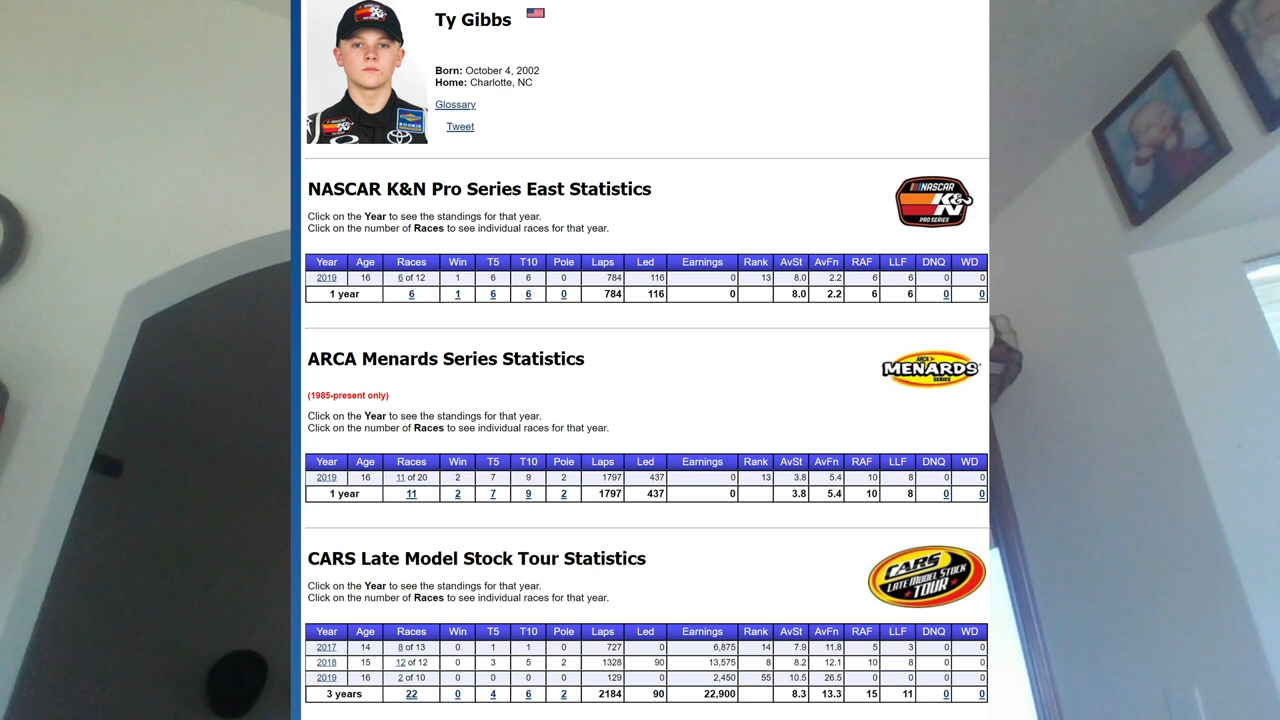 Ty Gibbs
Born: October 4, 2002
Home: Charlotte, NC
Glossary
Tweet
NASCAR K&N Pro Series East Statistics
NASCAR K&N PRO SERIES
Click on the Year to see the standings for that year.
Click on the number of Races to see individual races for that year.
Year Age Races Win T5 T10 Pole Laps Led Earnings Rank AvSt AvFn RAF LLF DNQ WD
2019 16 6 of 12 1 6 6 0 784 116 0 13 8.0 2.2 6 6 0 0
1 year 6 1 6 6 0 784 116 0 8.0 2.2 6 6 0 0
ARCA Menards Series Statistics
ARCA MENARDS SERIES
(1985-present only)
Click on the Year to see the standings for that year.
Click on the number of Races to see individual races for that year.
Year Age Races Win T5 T10 Pole Laps Led Earnings Rank AvSt AvFn RAF LLF DNQ WD
2019 16 11 of 20 2 7 9 2 1797 437 0 13 3.8 5.4 10 8 0 0
1 year 11 2 7 9 2 1797 437 0 3.8 5.4 10 8 0 0
CARS Late Model Stock Tour Statistics
CARS LATE MODEL STOCK TOUR
Click on the Year to see the standings for that year.
Click on the number of Races to see individual races for that year.
Year Age Races Win T5 T10 Pole Laps Led Earnings Rank AvSt AvFn RAF LLF DNQ WD
2017 14 8 of 13 0 1 1 0 727 0 6,875 14 7.9 11.8 5 3 0 0
2018 15 12 of 12 0 3 5 2 1328 90 13,575 8 8.2 12.1 10 8 0 0
2019 16 2 of 10 0 0 0 0 129 0 2,450 55 10.5 26.5 0 0 0 0
3 years 22 0 4 6 2 2184 90 22,900 8.3 13.3 15 11 0 0